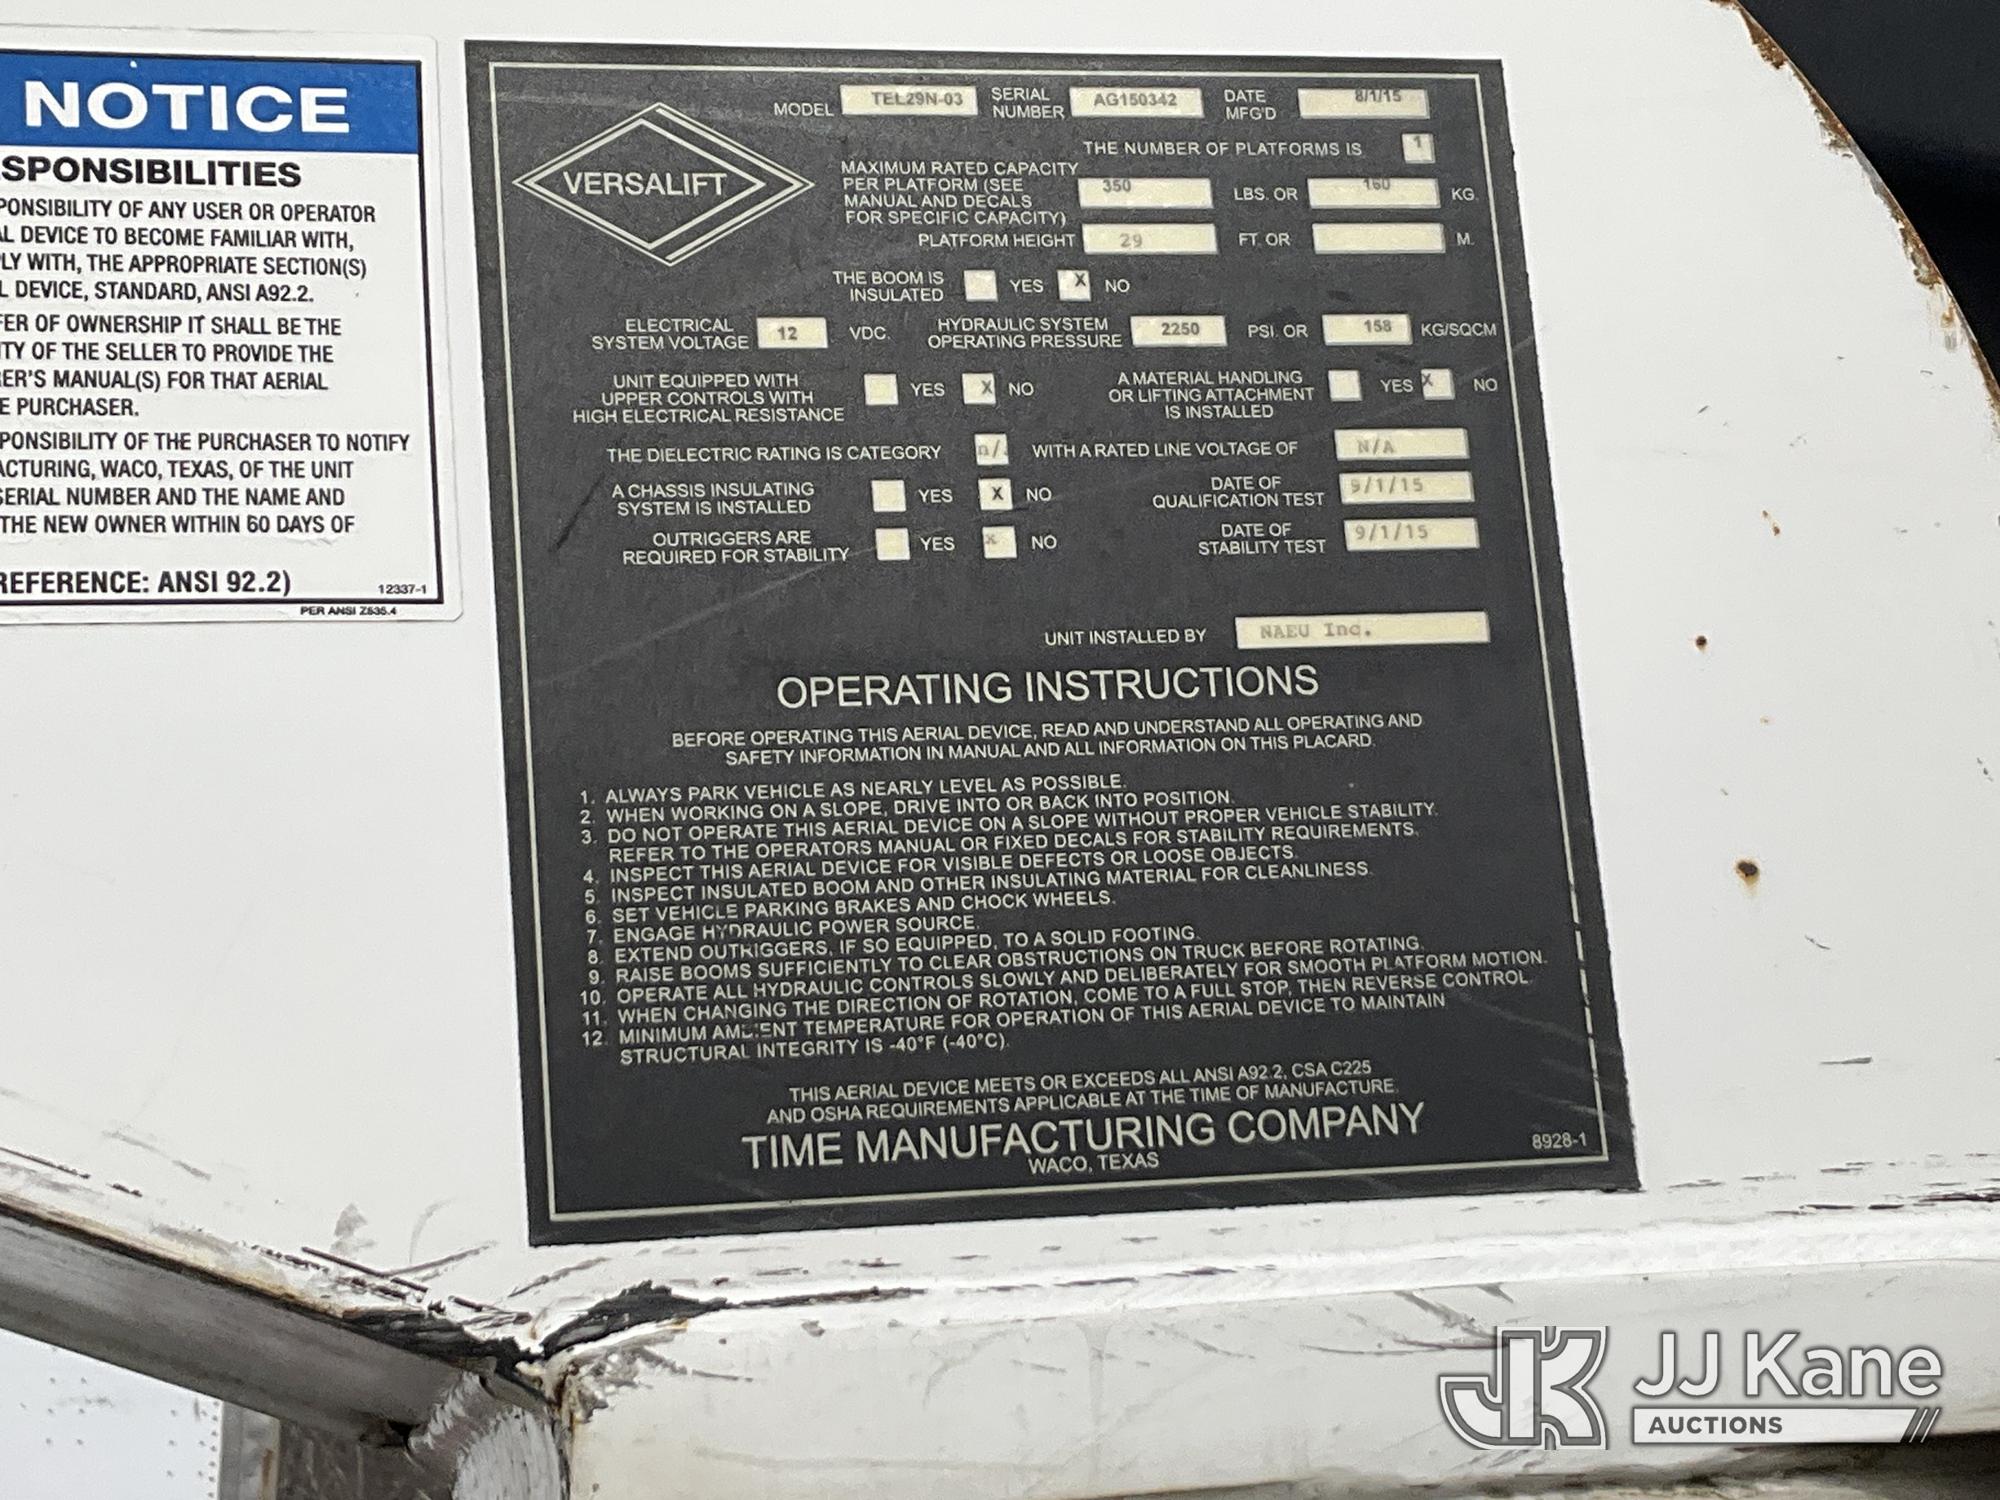 NOTICE
SPONSIBILITIES
PONSIBILITY OF ANY USER OR OPERATOR
L DEVICE TO BECOME FAMILIAR WITH,
LY WITH, THE APPROPRIATE SECTION(S)
L DEVICE, STANDARD, ANSI A92.2.
FER OF OWNERSHIP IT SHALL BE THE
ITY OF THE SELLER TO PROVIDE THE
RER'S MANUAL(S) FOR THAT AERIAL
E PURCHASER.
PONSIBILITY OF THE PURCHASER TO NOTIFY
ACTURING, WACO, TEXAS, OF THE UNIT
SERIAL NUMBER AND THE NAME AND
THE NEW OWNER WITHIN 60 DAYS OF
REFERENCE: ANSI 92.2)
12337-1
PER ANSI Z535.4
VERSALIFT
MODEL TEL29N-03 SERIAL NUMBER AG150342 DATE MFG'D 8/1/15
THE NUMBER OF PLATFORMS IS 1
MAXIMUM RATED CAPACITY
PER PLATFORM (SEE
MANUAL AND DECALS
FOR SPECIFIC CAPACITY) 350 LBS. OR 160 KG.
PLATFORM HEIGHT 29 FT. OR M.
THE BOOM IS
INSULATED YES X NO
ELECTRICAL
SYSTEM VOLTAGE 12 VDC. HYDRAULIC SYSTEM
OPERATING PRESSURE 2250 PSI. OR 158 KG/SQCM
UNIT EQUIPPED WITH
UPPER CONTROLS WITH
HIGH ELECTRICAL RESISTANCE YES X NO
A MATERIAL HANDLING
OR LIFTING ATTACHMENT
IS INSTALLED YES X NO
THE DIELECTRIC RATING IS CATEGORY n/ WITH A RATED LINE VOLTAGE OF N/A
A CHASSIS INSULATING
SYSTEM IS INSTALLED YES X NO
DATE OF
QUALIFICATION TEST 9/1/15
OUTRIGGERS ARE
REQUIRED FOR STABILITY YES x NO
DATE OF
STABILITY TEST 9/1/15
UNIT INSTALLED BY NAEU Inc.
OPERATING INSTRUCTIONS
BEFORE OPERATING THIS AERIAL DEVICE, READ AND UNDERSTAND ALL OPERATING AND
SAFETY INFORMATION IN MANUAL AND ALL INFORMATION ON THIS PLACARD.
1. ALWAYS PARK VEHICLE AS NEARLY LEVEL AS POSSIBLE.
2. WHEN WORKING ON A SLOPE, DRIVE INTO OR BACK INTO POSITION.
3. DO NOT OPERATE THIS AERIAL DEVICE ON A SLOPE WITHOUT PROPER VEHICLE STABILITY.
REFER TO THE OPERATORS MANUAL OR FIXED DECALS FOR STABILITY REQUIREMENTS.
4. INSPECT THIS AERIAL DEVICE FOR VISIBLE DEFECTS OR LOOSE OBJECTS.
5. INSPECT INSULATED BOOM AND OTHER INSULATING MATERIAL FOR CLEANLINESS.
6. SET VEHICLE PARKING BRAKES AND CHOCK WHEELS.
7. ENGAGE HYDRAULIC POWER SOURCE.
8. EXTEND OUTRIGGERS, IF SO EQUIPPED, TO A SOLID FOOTING.
9. RAISE BOOMS SUFFICIENTLY TO CLEAR OBSTRUCTIONS ON TRUCK BEFORE ROTATING.
10. OPERATE ALL HYDRAULIC CONTROLS SLOWLY AND DELIBERATELY FOR SMOOTH PLATFORM MOTION.
11. WHEN CHANGING THE DIRECTION OF ROTATION, COME TO A FULL STOP, THEN REVERSE CONTROL.
12. MINIMUM AMBIENT TEMPERATURE FOR OPERATION OF THIS AERIAL DEVICE TO MAINTAIN
STRUCTURAL INTEGRITY IS -40°F (-40°C).
THIS AERIAL DEVICE MEETS OR EXCEEDS ALL ANSI A92.2, CSA C225
AND OSHA REQUIREMENTS APPLICABLE AT THE TIME OF MANUFACTURE.
TIME MANUFACTURING COMPANY
WACO, TEXAS
8928-1
JK JJ Kane
AUCTIONS